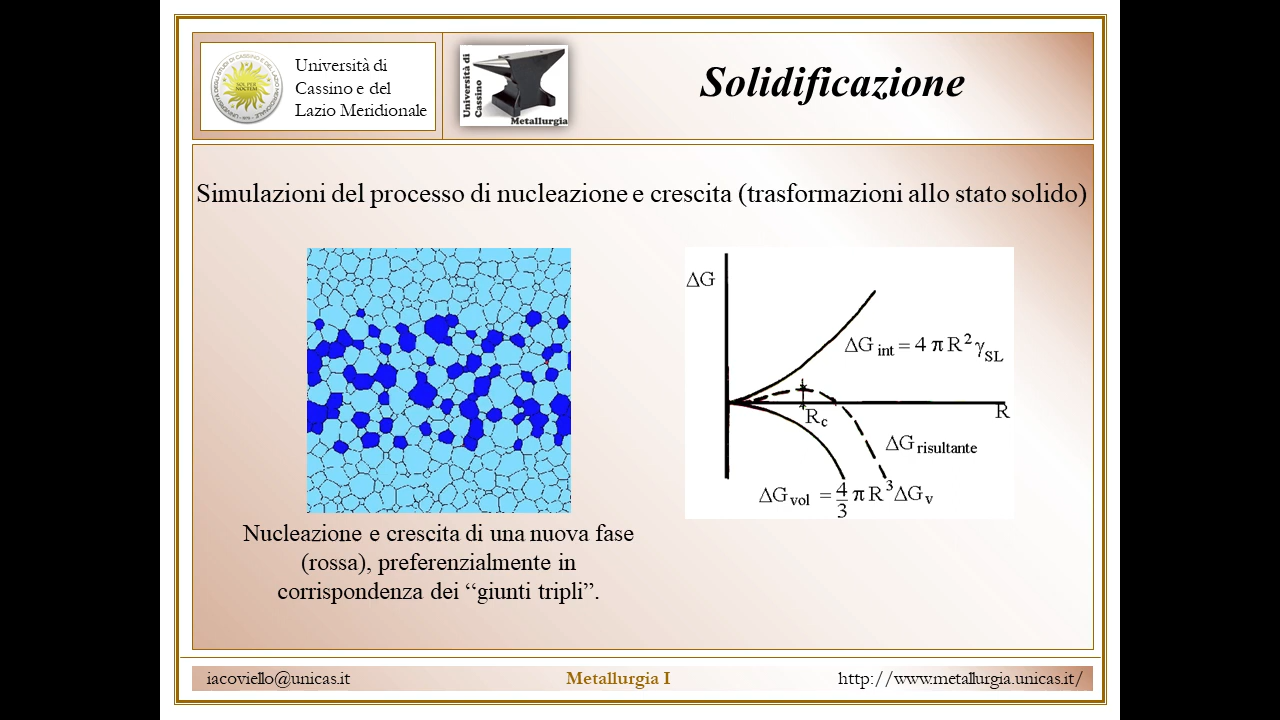 Università di
Cassino e del
Lazio Meridionale
Università di
Cassino
Metallurgia
Solidificazione
Simulazioni del processo di nucleazione e crescita (trasformazioni allo stato solido)
ΔG
ΔG int = 4 π R² γSL
R
Rc
ΔG risultante
ΔG vol = 4/3 π R³ ΔGv
Nucleazione e crescita di una nuova fase
(rossa), preferenzialmente in
corrispondenza dei “giunti tripli”.
iacoviello@unicas.it
Metallurgia I
http://www.metallurgia.unicas.it/